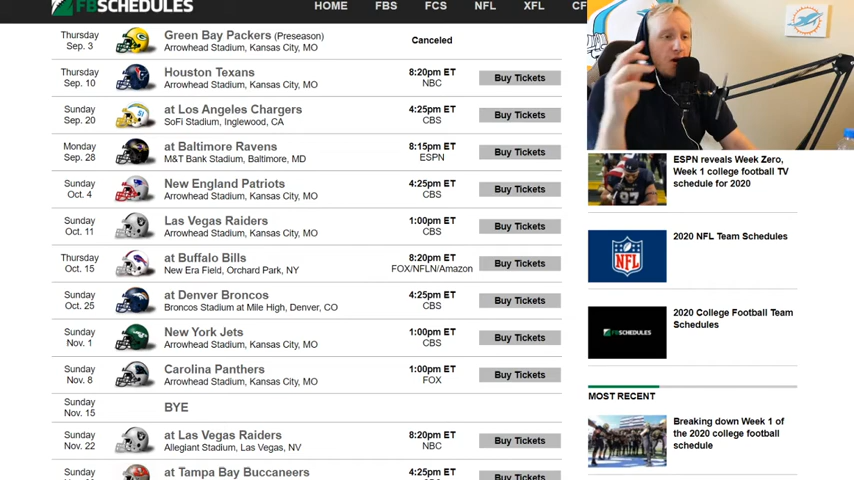 FBSCHEDULES
HOME FBS FCS NFL XFL CF
Thursday
Sep. 3
Green Bay Packers (Preseason)
Arrowhead Stadium, Kansas City, MO
Canceled
Thursday
Sep. 10
Houston Texans
Arrowhead Stadium, Kansas City, MO
8:20pm ET
NBC
Buy Tickets
Sunday
Sep. 20
at Los Angeles Chargers
SoFi Stadium, Inglewood, CA
4:25pm ET
CBS
Buy Tickets
Monday
Sep. 28
at Baltimore Ravens
M&T Bank Stadium, Baltimore, MD
8:15pm ET
ESPN
Buy Tickets
Sunday
Oct. 4
New England Patriots
Arrowhead Stadium, Kansas City, MO
4:25pm ET
CBS
Buy Tickets
Sunday
Oct. 11
Las Vegas Raiders
Arrowhead Stadium, Kansas City, MO
1:00pm ET
CBS
Buy Tickets
Thursday
Oct. 15
at Buffalo Bills
New Era Field, Orchard Park, NY
8:20pm ET
FOX/NFLN/Amazon
Buy Tickets
Sunday
Oct. 25
at Denver Broncos
Broncos Stadium at Mile High, Denver, CO
4:25pm ET
CBS
Buy Tickets
Sunday
Nov. 1
New York Jets
Arrowhead Stadium, Kansas City, MO
1:00pm ET
CBS
Buy Tickets
Sunday
Nov. 8
Carolina Panthers
Arrowhead Stadium, Kansas City, MO
1:00pm ET
FOX
Buy Tickets
Sunday
Nov. 15
BYE
Sunday
Nov. 22
at Las Vegas Raiders
Allegiant Stadium, Las Vegas, NV
8:20pm ET
NBC
Buy Tickets
Sunday
at Tampa Bay Buccaneers
4:25pm ET
Buy Tickets
ESPN reveals Week Zero,
Week 1 college football TV
schedule for 2020
97
NFL
2020 NFL Team Schedules
FBSCHEDULES
2020 College Football Team
Schedules
MOST RECENT
Breaking down Week 1 of
the 2020 college football
schedule